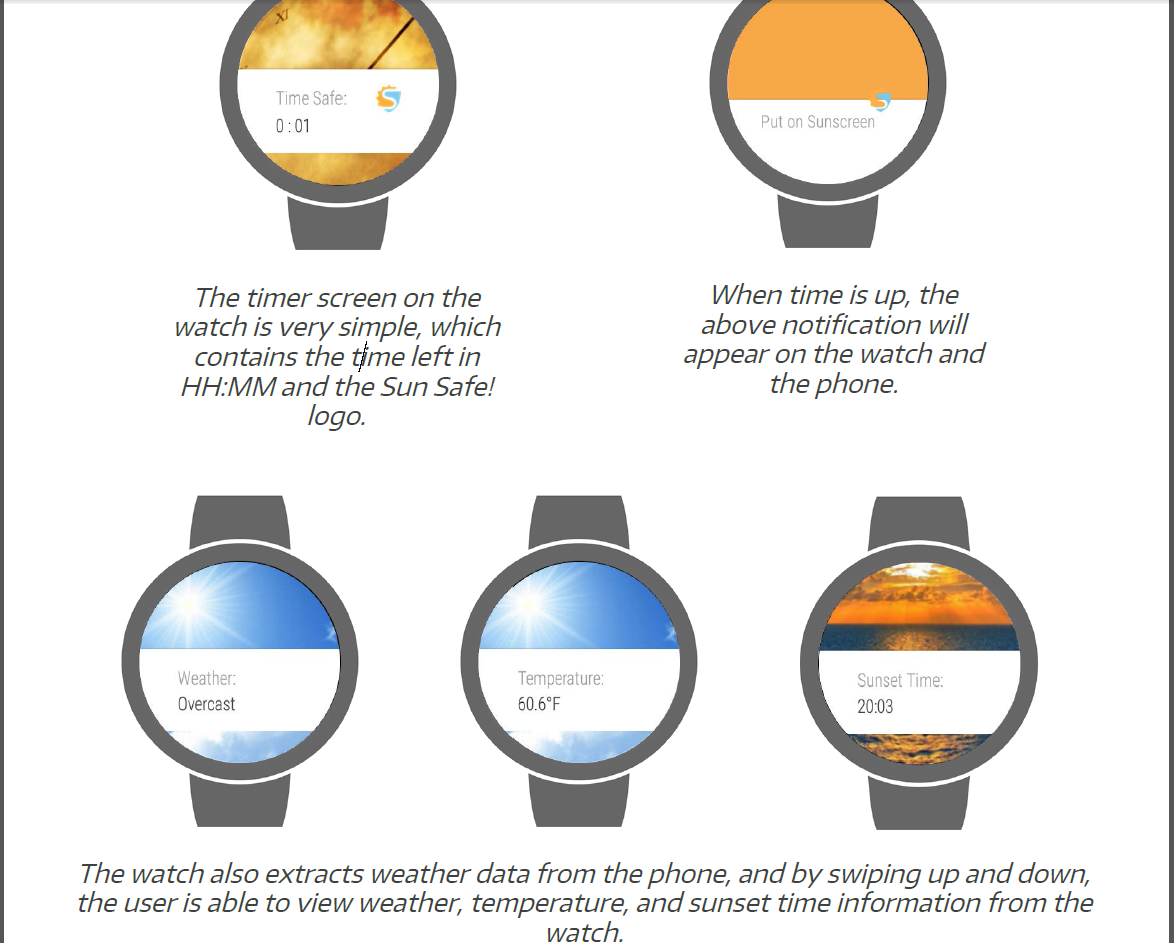 XI
Time Safe:
0 : 01
Put on Sunscreen
The timer screen on the
watch is very simple, which
contains the time left in
HH:MM and the Sun Safe!
logo.
When time is up, the
above notification will
appear on the watch and
the phone.
Weather:
Overcast
Temperature:
60.6°F
Sunset Time:
20:03
The watch also extracts weather data from the phone, and by swiping up and down,
the user is able to view weather, temperature, and sunset time information from the
watch.